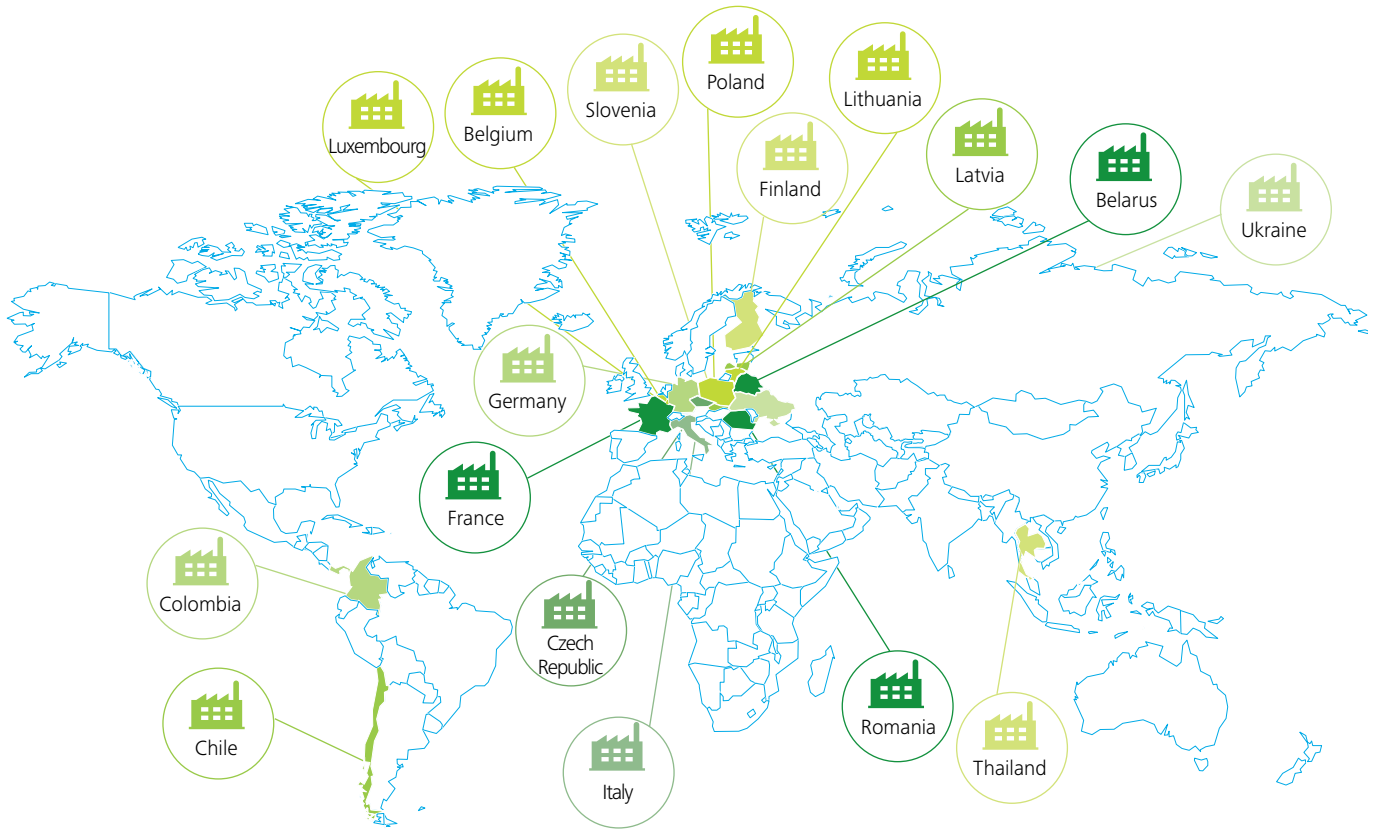 Poland
Slovenia
Lithuania
Belgium
Luxembourg
Finland
Latvia
Belarus
Ukraine
Germany
France
Colombia
Czech
Republic
Romania
Chile
Thailand
Italy